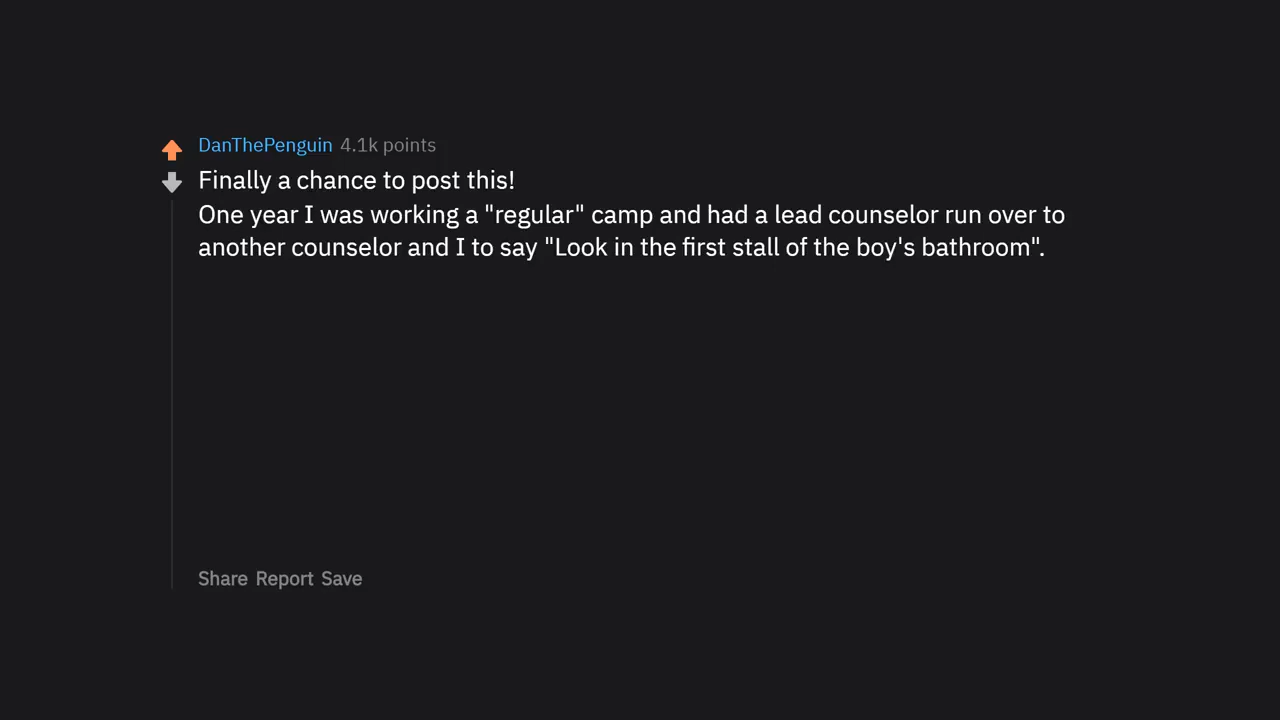 DanThePenguin 4.1k points
Finally a chance to post this!
One year I was working a "regular" camp and had a lead counselor run over to
another counselor and I to say "Look in the first stall of the boy's bathroom".
Share Report Save